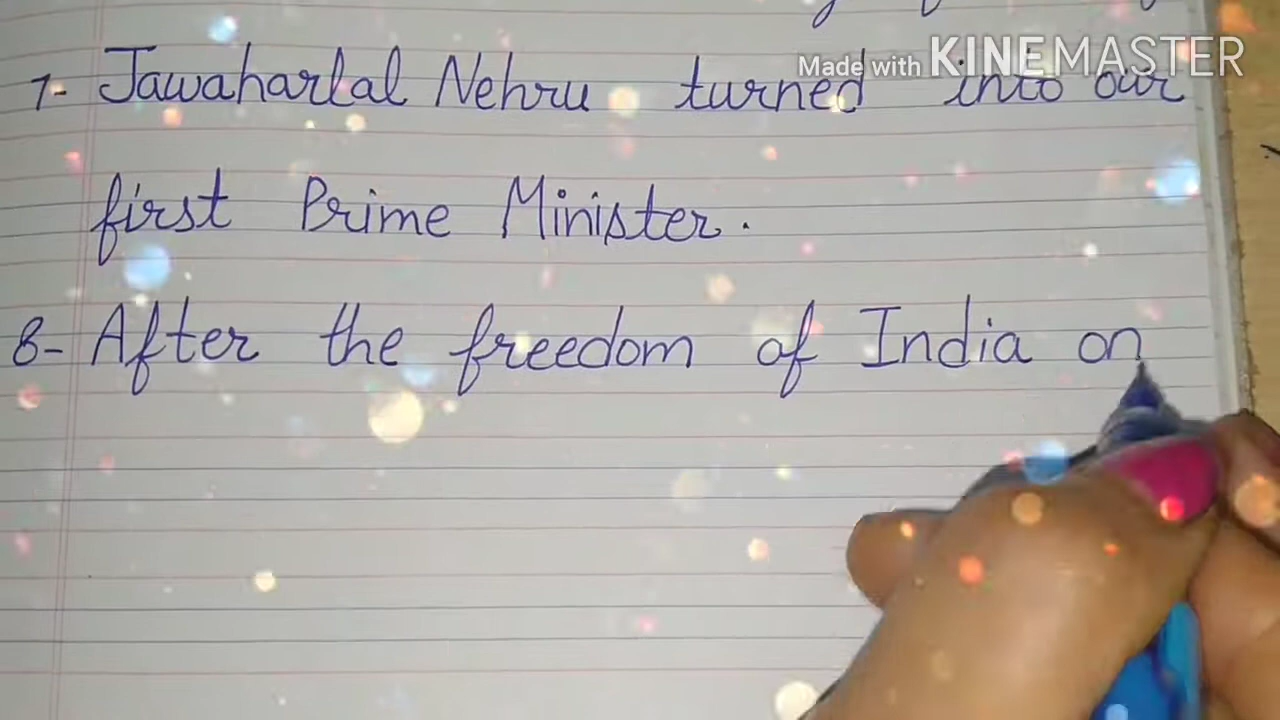 Made with KINEMASTER
7- Jawaharlal Nehru turned into our
first Prime Minister.
8- After the freedom of India on